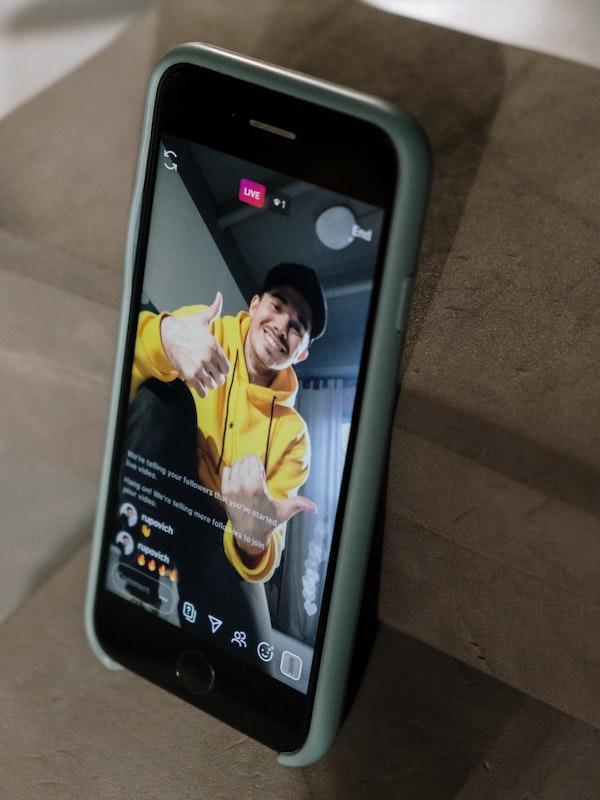 LIVE
1
End
We're telling your followers that you've started
live video.
Hang on! We're telling more followers to join
your video.
rupovich
👏
rupovich
🔥🔥🔥🔥
Comment